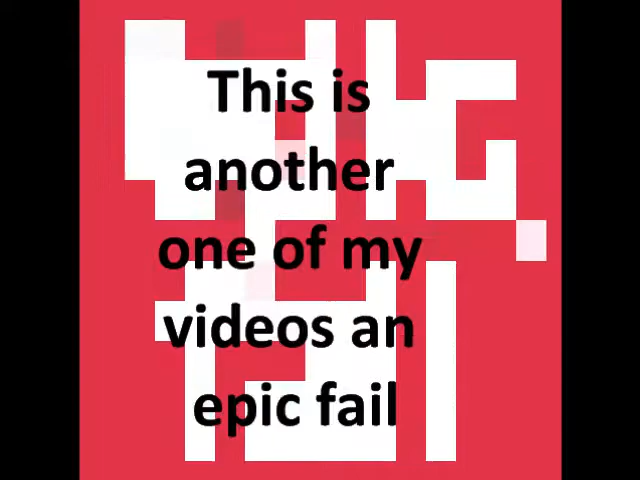 This is
another
one of my
videos an
epic fail